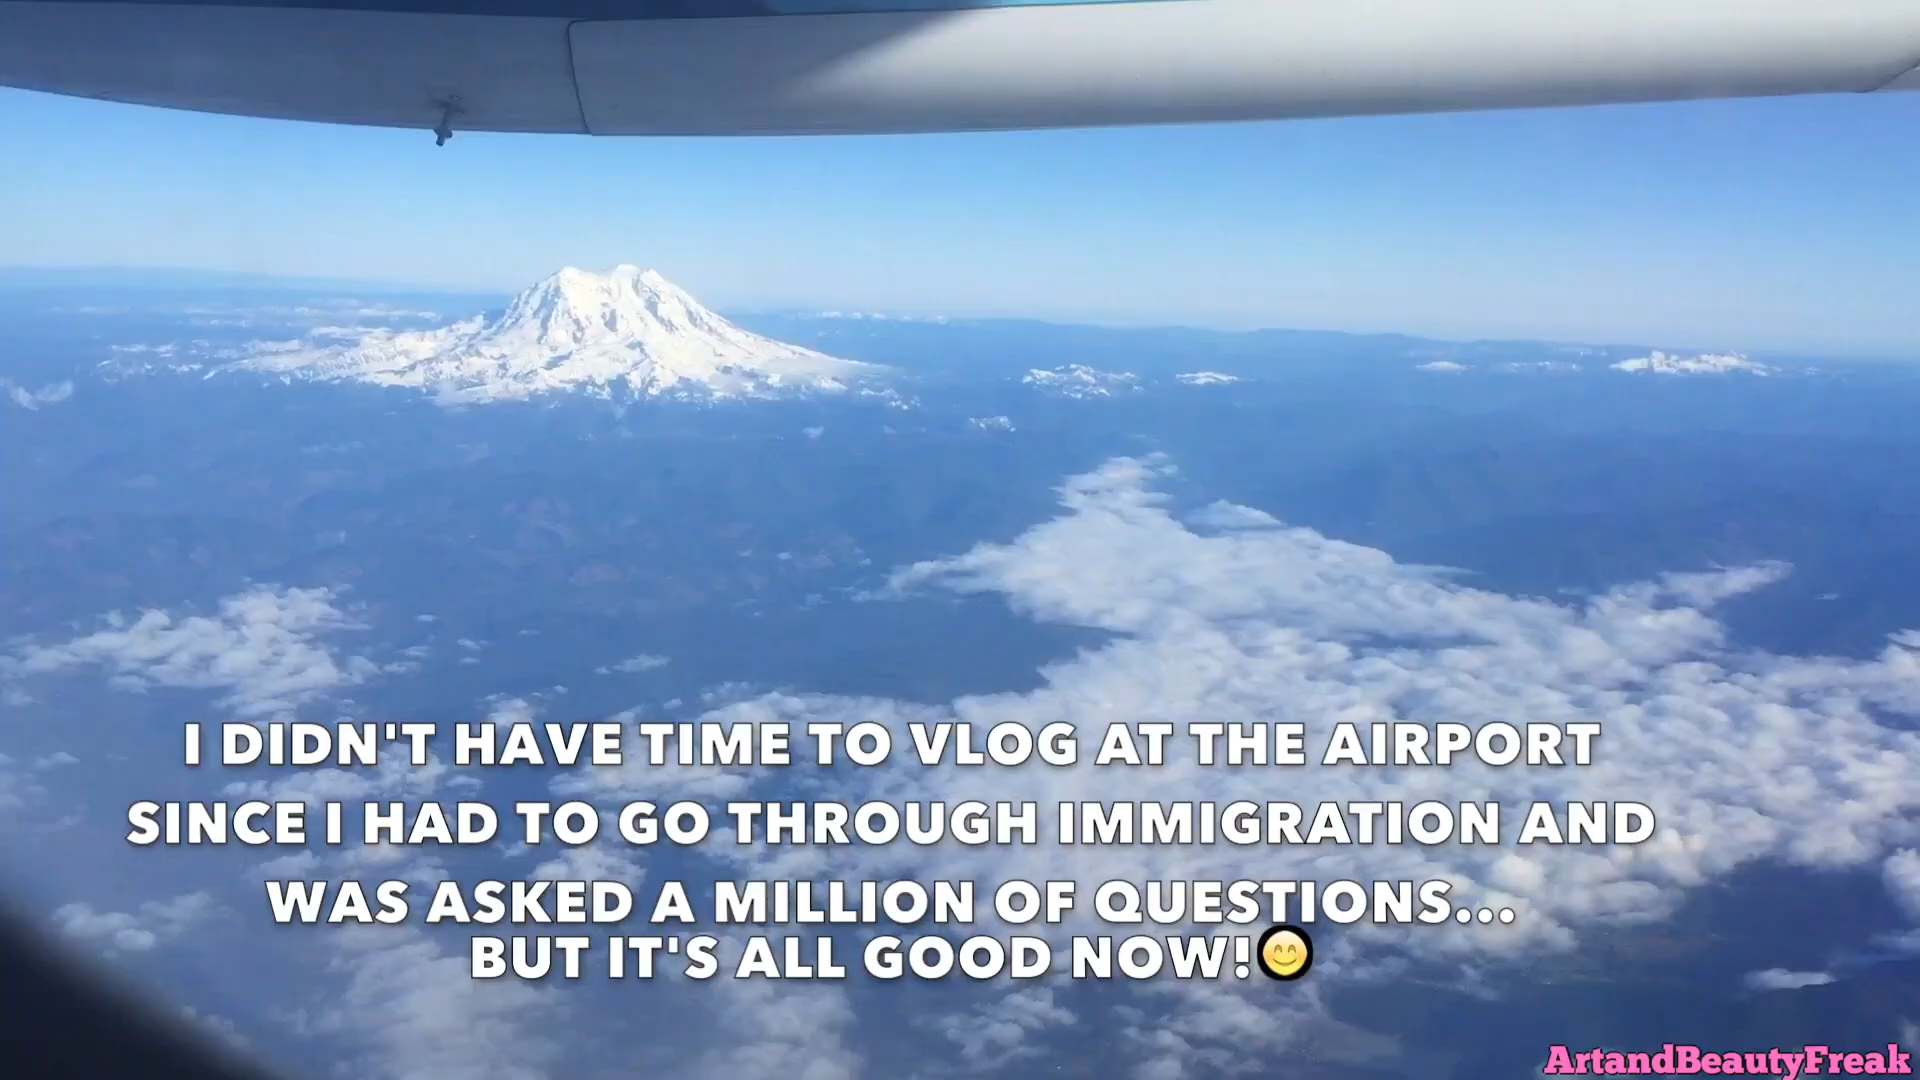 I DIDN'T HAVE TIME TO VLOG AT THE AIRPORT
SINCE I HAD TO GO THROUGH IMMIGRATION AND
WAS ASKED A MILLION OF QUESTIONS...
BUT IT'S ALL GOOD NOW!😊
ArtandBeautyFreak